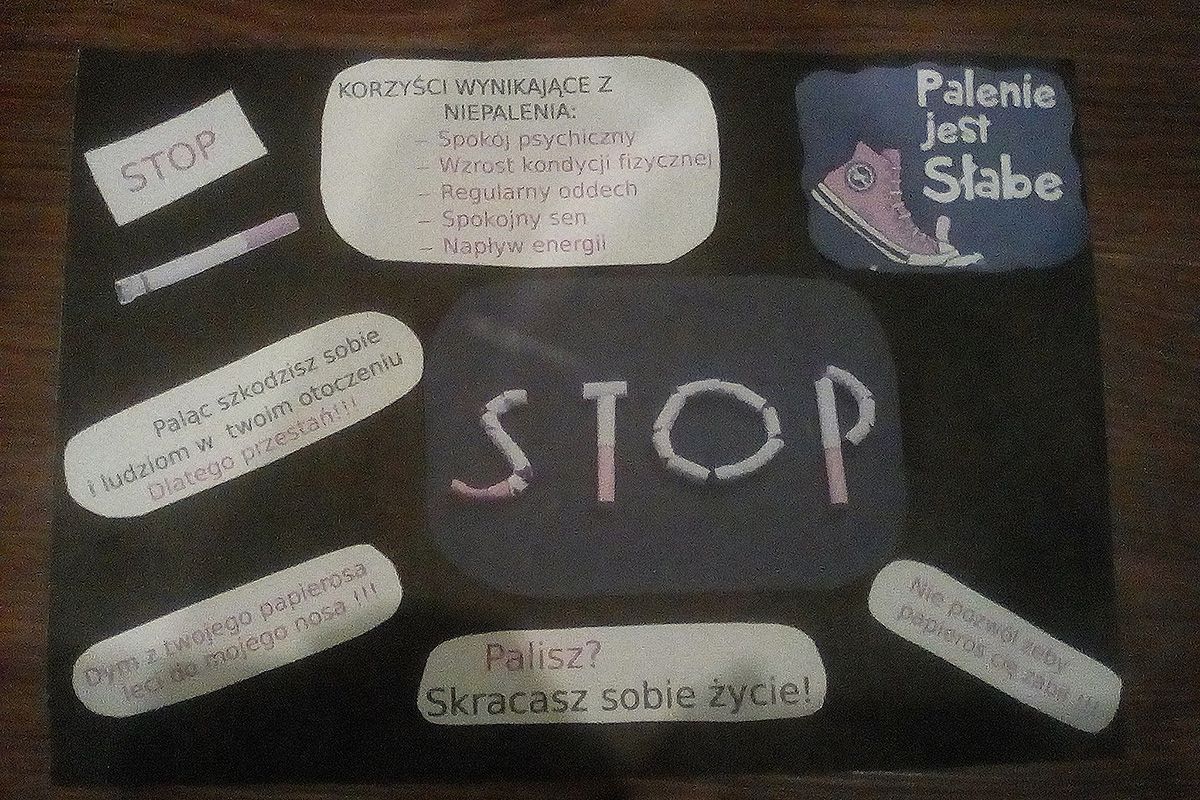 STOP
KORZYŚCI WYNIKAJĄCE Z
NIEPALENIA:
– Spokój psychiczny
– Wzrost kondycji fizycznej
– Regularny oddech
– Spokojny sen
– Napływ energii
Palenie
jest
Słabe
Paląc szkodzisz sobie
i ludziom w twoim otoczeniu
Dlatego przestań!!!
STOP
Dym z twojego papierosa
leci do mojego nosa !!!
Palisz?
Skracasz sobie życie!
Nie pozwól żeby
papieros cię zabił !!!